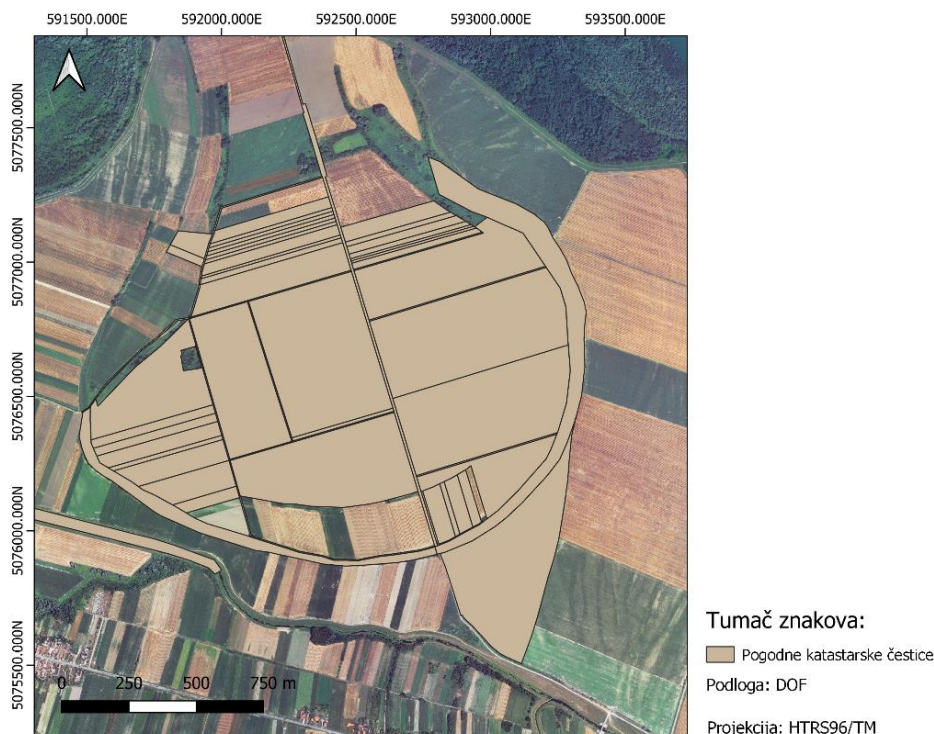 591500.000E 592000.000E 592500.000E 593000.000E 593500.000E
5077500.000N
5077000.000N
5076500.000N
5076000.000N
5075500.000N
0 250 500 750 m
Tumač znakova:
Pogodne katastarske čestice
Podloga: DOF
Projekcija: HTRS96/TM